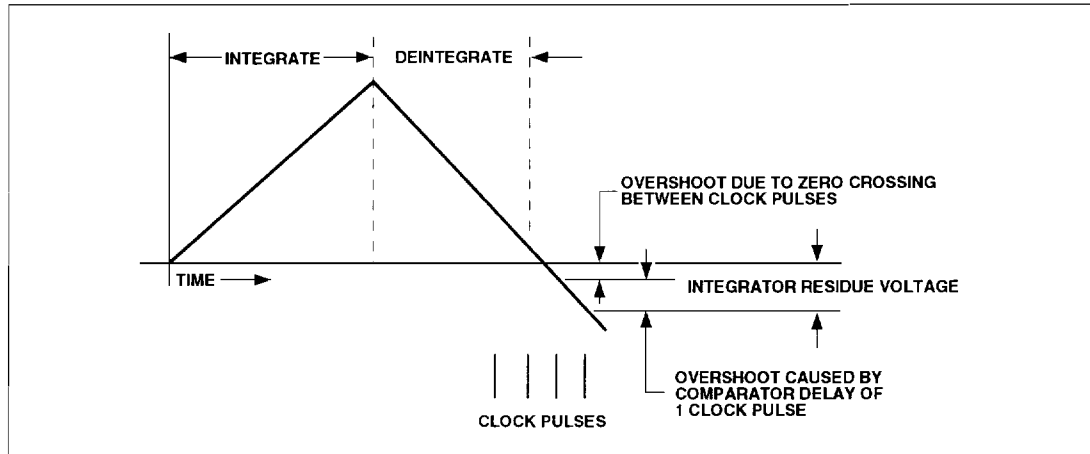 INTEGRATE
DEINTEGRATE
OVERSHOOT DUE TO ZERO CROSSING
BETWEEN CLOCK PULSES
TIME
INTEGRATOR RESIDUE VOLTAGE
OVERSHOOT CAUSED BY
COMPARATOR DELAY OF
1 CLOCK PULSE
CLOCK PULSES